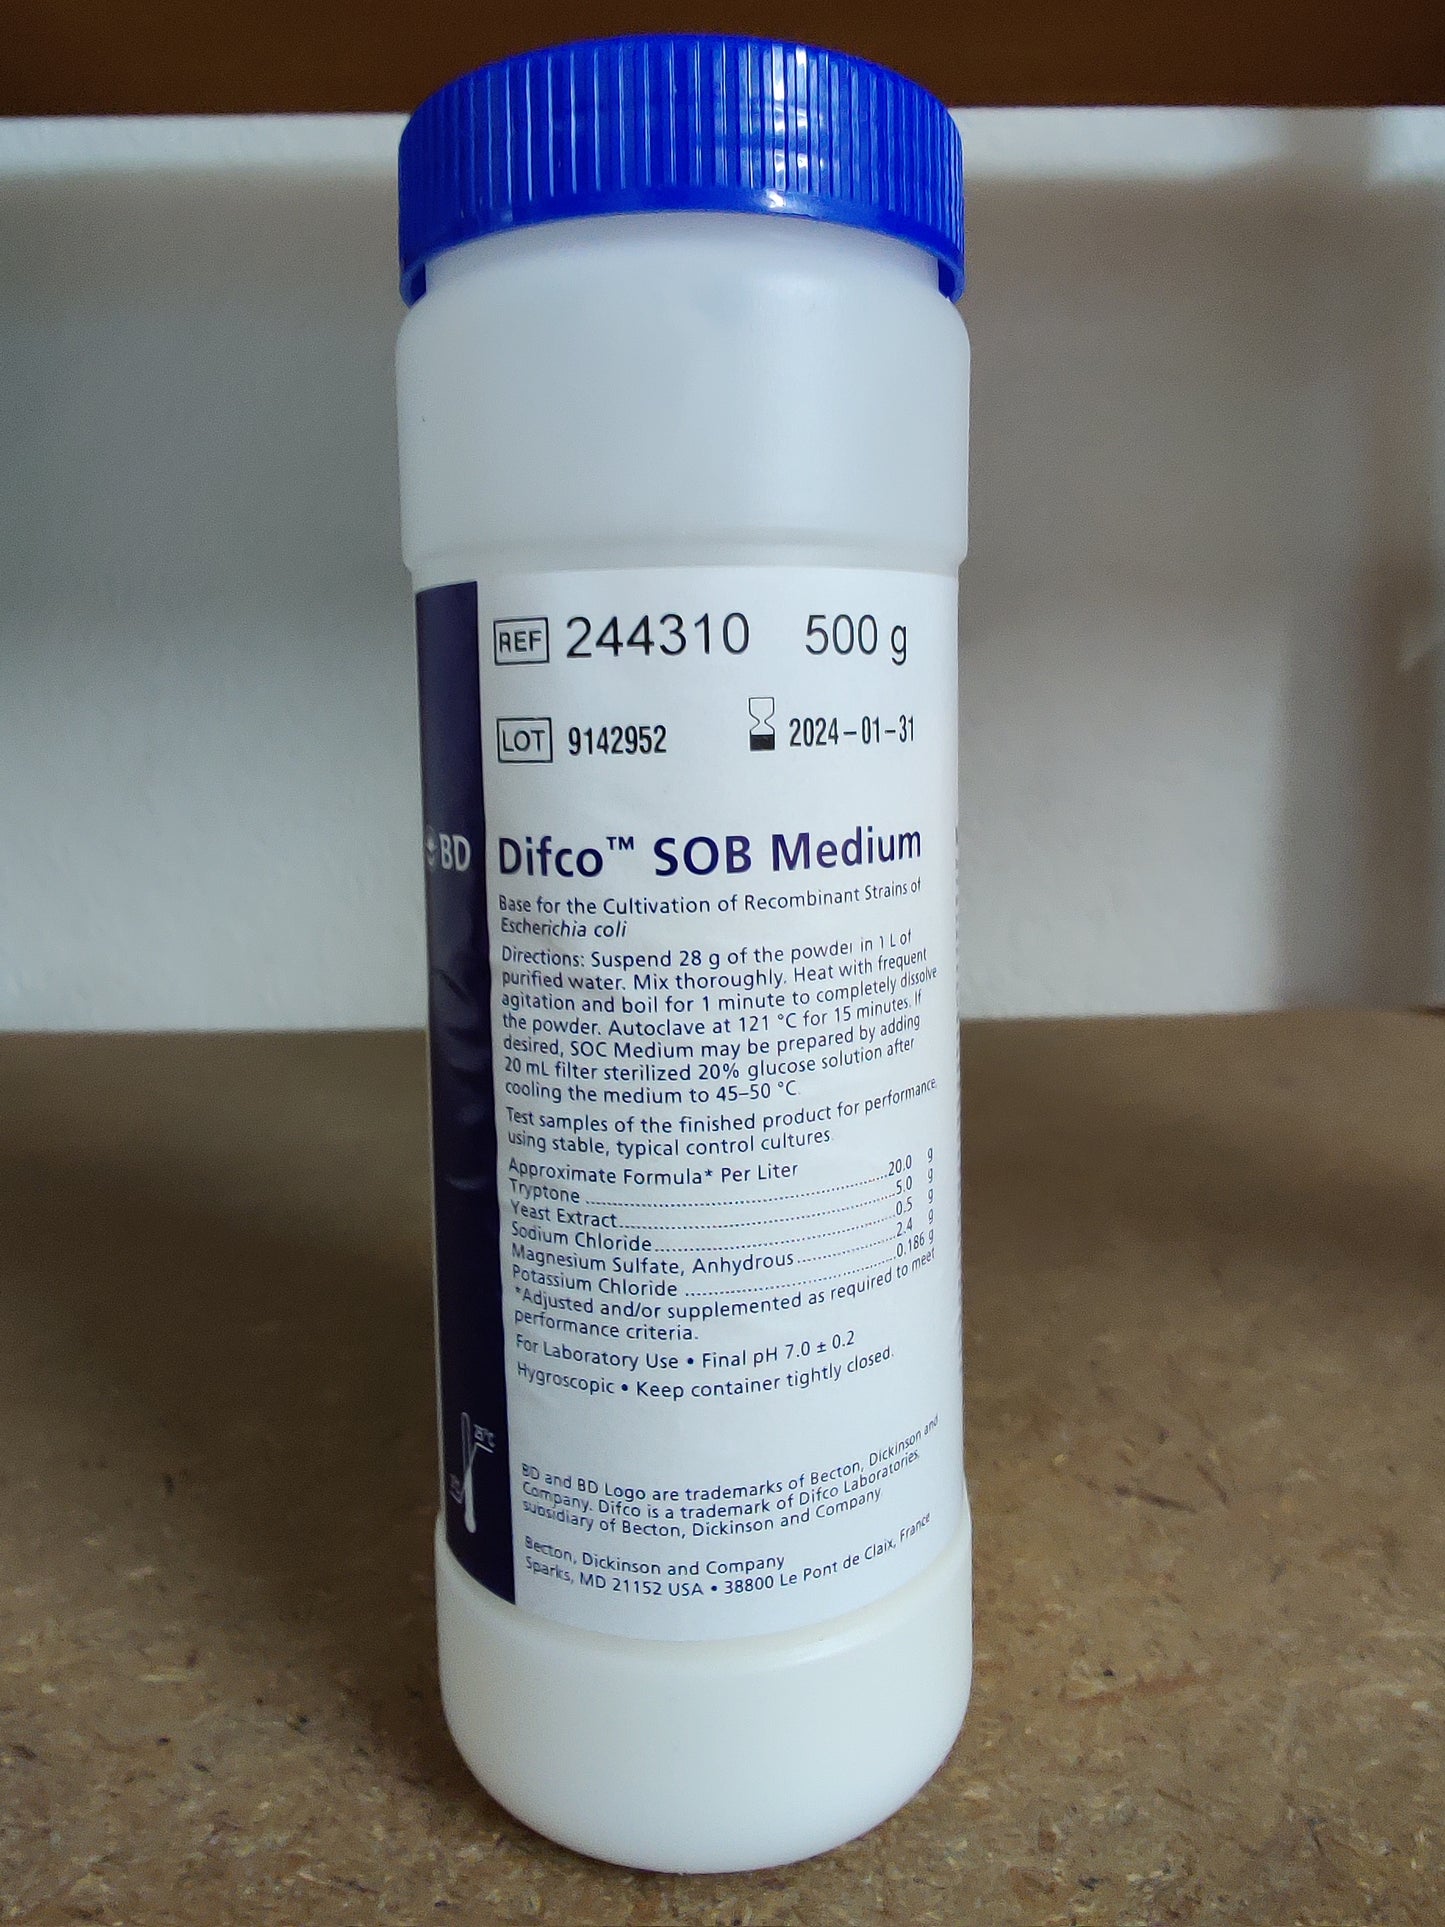 REF 244310 500 g
LOT 9142952 2024-01-31
BD
Difco™ SOB Medium
Base for the Cultivation of Recombinant Strains of
Escherichia coli
Directions: Suspend 28 g of the powder in 1 L of
purified water. Mix thoroughly. Heat with frequent
agitation and boil for 1 minute to completely dissolve
the powder. Autoclave at 121 °C for 15 minutes. If
desired, SOC Medium may be prepared by adding
20 mL filter sterilized 20% glucose solution after
cooling the medium to 45–50 °C.
Test samples of the finished product for performance
using stable, typical control cultures.
Approximate Formula* Per Liter
Tryptone 20.0 g
Yeast Extract 5.0 g
Sodium Chloride 0.5 g
Magnesium Sulfate, Anhydrous 2.4 g
Potassium Chloride 0.186 g
*Adjusted and/or supplemented as required to meet
performance criteria.
For Laboratory Use • Final pH 7.0 ± 0.2
Hygroscopic • Keep container tightly closed.
25°C
BD and BD Logo are trademarks of Becton, Dickinson and
Company. Difco is a trademark of Difco Laboratories,
subsidiary of Becton, Dickinson and Company
Becton, Dickinson and Company
Sparks, MD 21152 USA • 38800 Le Pont de Claix, France